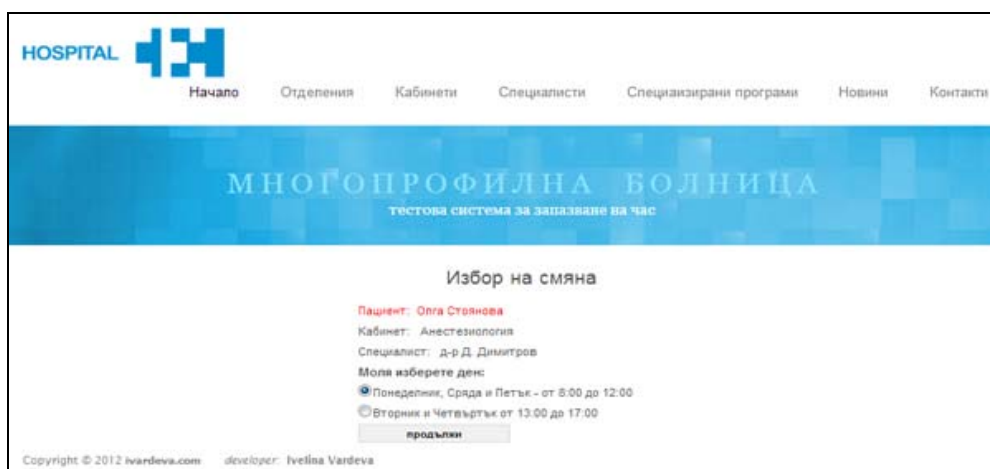 HOSPITAL
Начало Отделения Кабинети Специалисти Специаизирани програми Новини Контакти
МНОГОПРОФИЛНА БОЛНИЦА
тестова система за запазване на час
Избор на смяна
Пациент: Олга Стоянова
Кабинет: Анестезиология
Специалист: д-р Д. Димитров
Моля изберете ден:
Понеделник, Сряда и Петък - от 8:00 до 12:00
Вторник и Четвъртък от 13:00 до 17:00
продължи
Copyright © 2012 ivardeva.com developer: Ivelina Vardeva